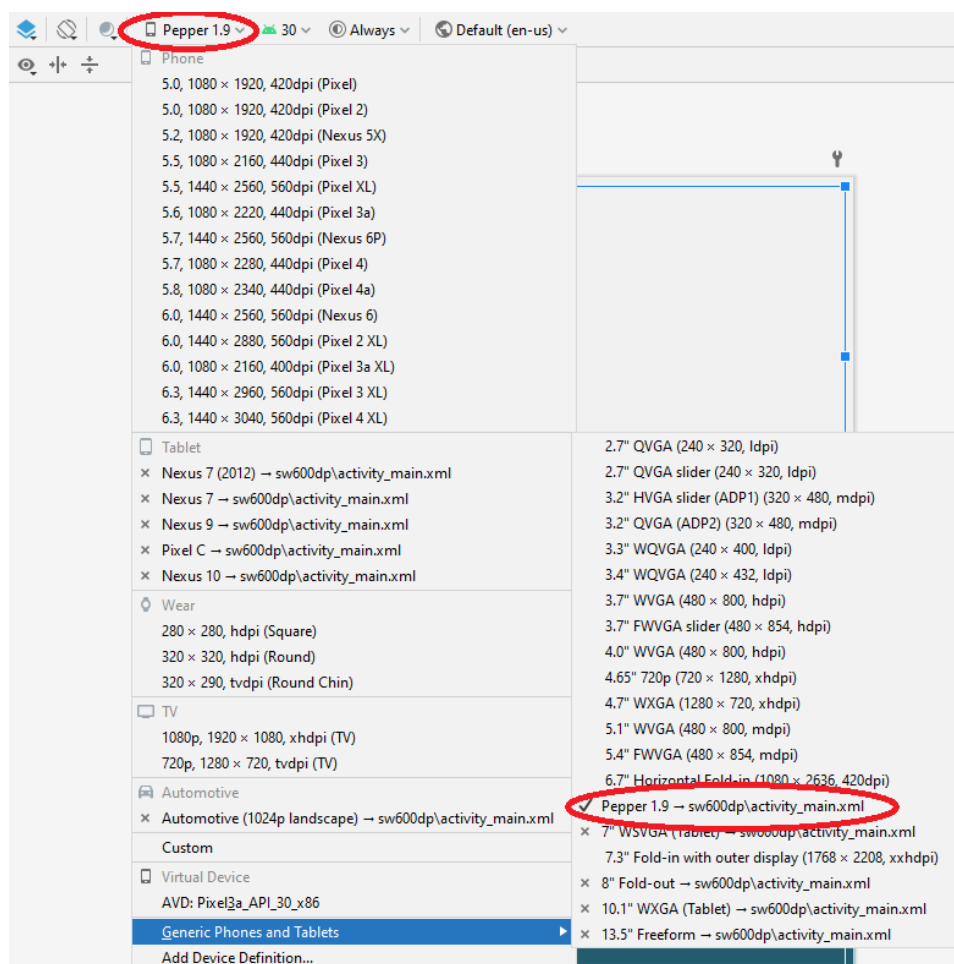 Pepper 1.9 30 Always Default (en-us)
Phone
5.0, 1080 × 1920, 420dpi (Pixel)
5.0, 1080 × 1920, 420dpi (Pixel 2)
5.2, 1080 × 1920, 420dpi (Nexus 5X)
5.5, 1080 × 2160, 440dpi (Pixel 3)
5.5, 1440 × 2560, 560dpi (Pixel XL)
5.6, 1080 × 2220, 440dpi (Pixel 3a)
5.7, 1440 × 2560, 560dpi (Nexus 6P)
5.7, 1080 × 2280, 440dpi (Pixel 4)
5.8, 1080 × 2340, 440dpi (Pixel 4a)
6.0, 1440 × 2560, 560dpi (Nexus 6)
6.0, 1440 × 2880, 560dpi (Pixel 2 XL)
6.0, 1080 × 2160, 400dpi (Pixel 3a XL)
6.3, 1440 × 2960, 560dpi (Pixel 3 XL)
6.3, 1440 × 3040, 560dpi (Pixel 4 XL)
Tablet
Nexus 7 (2012) → sw600dp\activity_main.xml
Nexus 7 → sw600dp\activity_main.xml
Nexus 9 → sw600dp\activity_main.xml
Pixel C → sw600dp\activity_main.xml
Nexus 10 → sw600dp\activity_main.xml
Wear
280 × 280, hdpi (Square)
320 × 320, hdpi (Round)
320 × 290, tvdpi (Round Chin)
TV
1080p, 1920 × 1080, xhdpi (TV)
720p, 1280 × 720, tvdpi (TV)
Automotive
Automotive (1024p landscape) → sw600dp\activity_main.xml
Custom
Virtual Device
AVD: Pixel3a_API_30_x86
Generic Phones and Tablets
Add Device Definition...
2.7" QVGA (240 × 320, ldpi)
2.7" QVGA slider (240 × 320, ldpi)
3.2" HVGA slider (ADP1) (320 × 480, mdpi)
3.2" QVGA (ADP2) (320 × 480, mdpi)
3.3" WQVGA (240 × 400, ldpi)
3.4" WQVGA (240 × 432, ldpi)
3.7" WVGA (480 × 800, hdpi)
3.7" FWVGA slider (480 × 854, hdpi)
4.0" WVGA (480 × 800, hdpi)
4.65" 720p (720 × 1280, xhdpi)
4.7" WXGA (1280 × 720, xhdpi)
5.1" WVGA (480 × 800, mdpi)
5.4" FWVGA (480 × 854, mdpi)
6.7" Horizontal Fold-in (1080 × 2636, 420dpi)
Pepper 1.9 → sw600dp\activity_main.xml
7" WSVGA (Tablet) → sw600dp\activity_main.xml
7.3" Fold-in with outer display (1768 × 2208, xxhdpi)
8" Fold-out → sw600dp\activity_main.xml
10.1" WXGA (Tablet) → sw600dp\activity_main.xml
13.5" Freeform → sw600dp\activity_main.xml